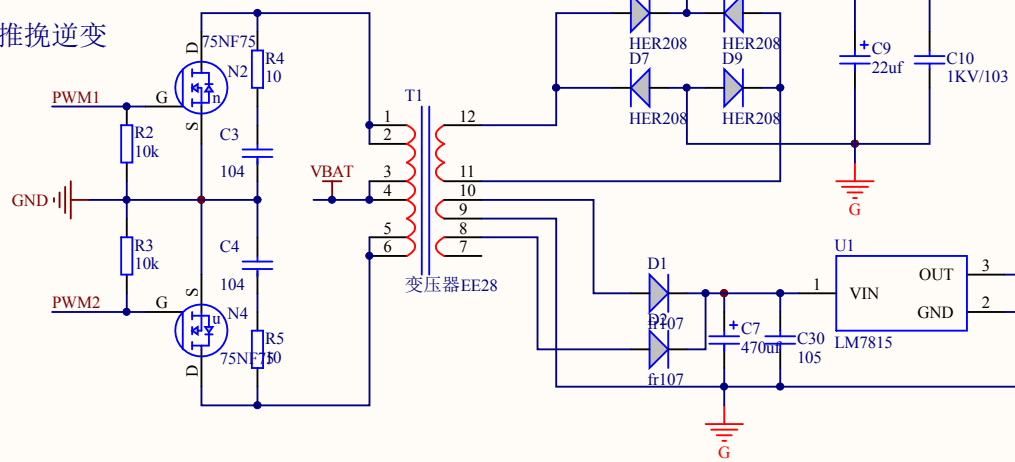 推挽逆变
75NF75
D
N2
n
G
S
PWM1
R2
10k
R4
10
C3
104
GND
VBAT
R3
10k
C4
104
PWM2
G
S
N4
u
D
75NF75
R5
10
T1
1
2
3
4
5
6
12
11
10
9
8
7
变压器EE28
HER208
HER208
D7
D9
HER208
HER208
C9
22uf
C10
1KV/103
G
D1
fr107
D2
fr107
C7
470uf
C30
105
G
U1
1
VIN
OUT
3
GND
2
LM7815